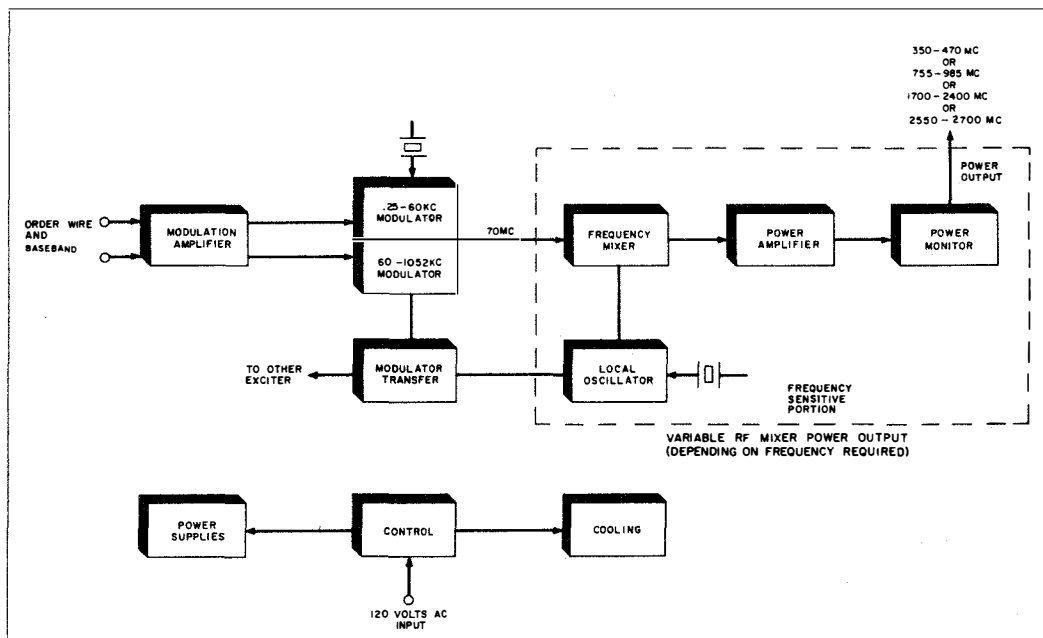 350-470 MC
OR
755-985 MC
OR
1700-2400 MC
OR
2550-2700 MC
POWER
OUTPUT
ORDER WIRE
AND
BASEBAND
MODULATION
AMPLIFIER
.25-60KC
MODULATOR
60-1052KC
MODULATOR
70MC
FREQUENCY
MIXER
POWER
AMPLIFIER
POWER
MONITOR
TO OTHER
EXCITER
MODULATOR
TRANSFER
LOCAL
OSCILLATOR
FREQUENCY
SENSITIVE
PORTION
VARIABLE RF MIXER POWER OUTPUT
(DEPENDING ON FREQUENCY REQUIRED)
POWER
SUPPLIES
CONTROL
COOLING
120 VOLTS AC
INPUT